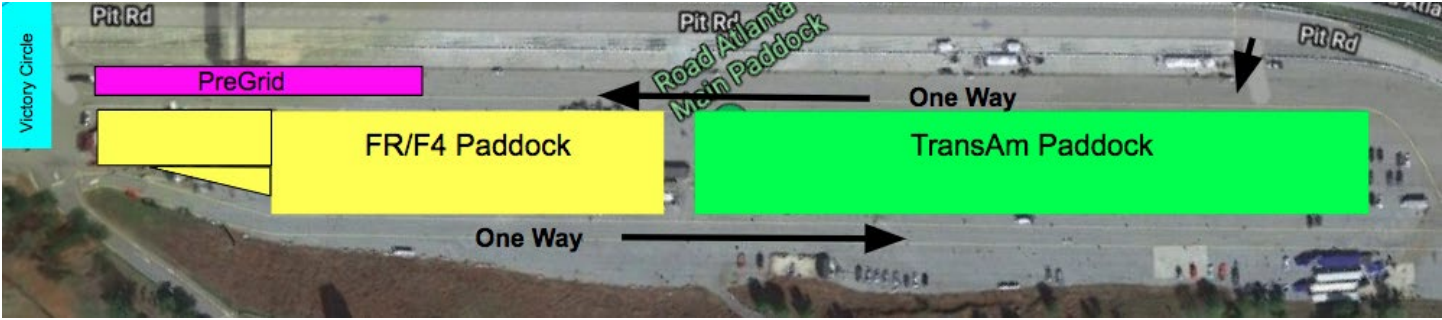 Pit Rd
Pit Rd
Pit Rd
Victory Circle
PreGrid
Road Atlanta
Main Paddock
One Way
FR/F4 Paddock
TransAm Paddock
One Way